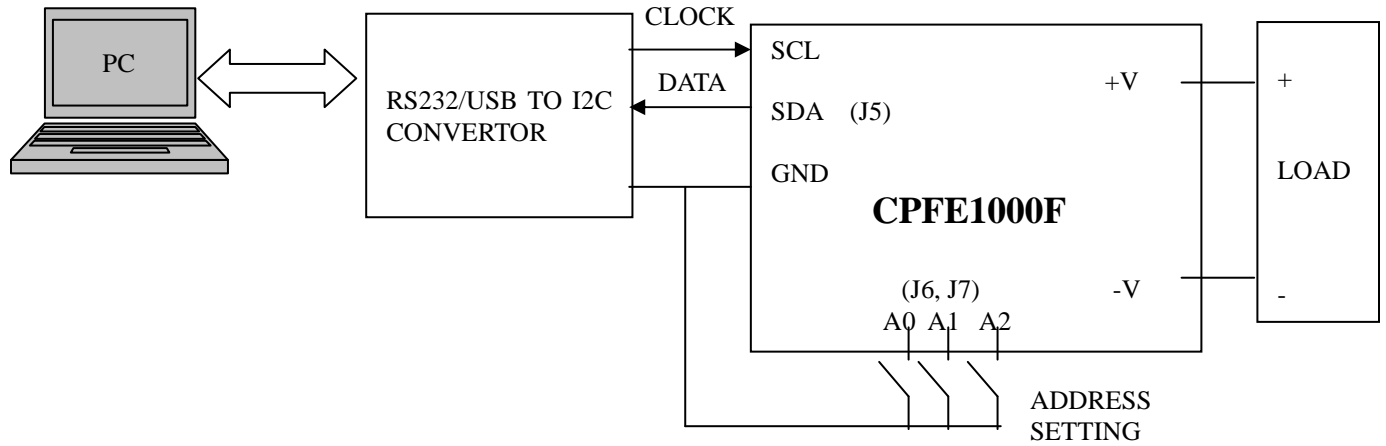 PC
RS232/USB TO I2C
CONVERTOR
CLOCK
DATA
SCL
SDA (J5)
GND
CPFE1000F
+V
-V
(J6, J7)
A0 A1 A2
+
LOAD
-
ADDRESS
SETTING